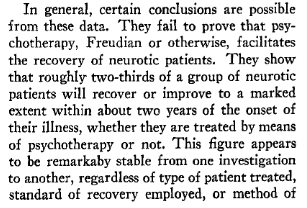 In general, certain conclusions are possible
from these data. They fail to prove that psy-
chotherapy, Freudian or otherwise, facilitates
the recovery of neurotic patients. They show
that roughly two-thirds of a group of neurotic
patients will recover or improve to a marked
extent within about two years of the onset of
their illness, whether they are treated by means
of psychotherapy or not. This figure appears
to be remarkaby stable from one investigation
to another, regardless of type of patient treated,
standard of recovery employed, or method of